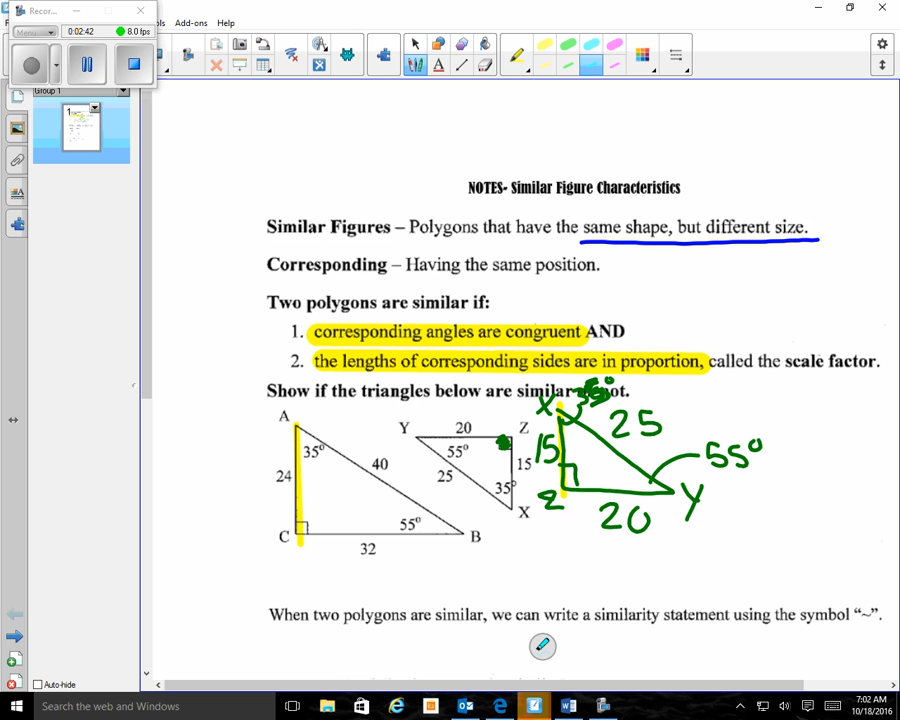 Recor...
ols Add-ons Help
Menu
0:02:42
8.0 fps
Group 1
1
NOTES- Similar Figure Characteristics
Similar Figures – Polygons that have the same shape, but different size.
Corresponding – Having the same position.
Two polygons are similar if:
1. corresponding angles are congruent AND
2. the lengths of corresponding sides are in proportion, called the scale factor.
Show if the triangles below are similar not.
A 35° 24 40 C 55° B 32
Y 20 Z 55° 25 15 35° X
X 35° 25 15 55° Z 20 Y
When two polygons are similar, we can write a similarity statement using the symbol “~”.
Auto-hide
Search the web and Windows
7:02 AM
10/18/2016